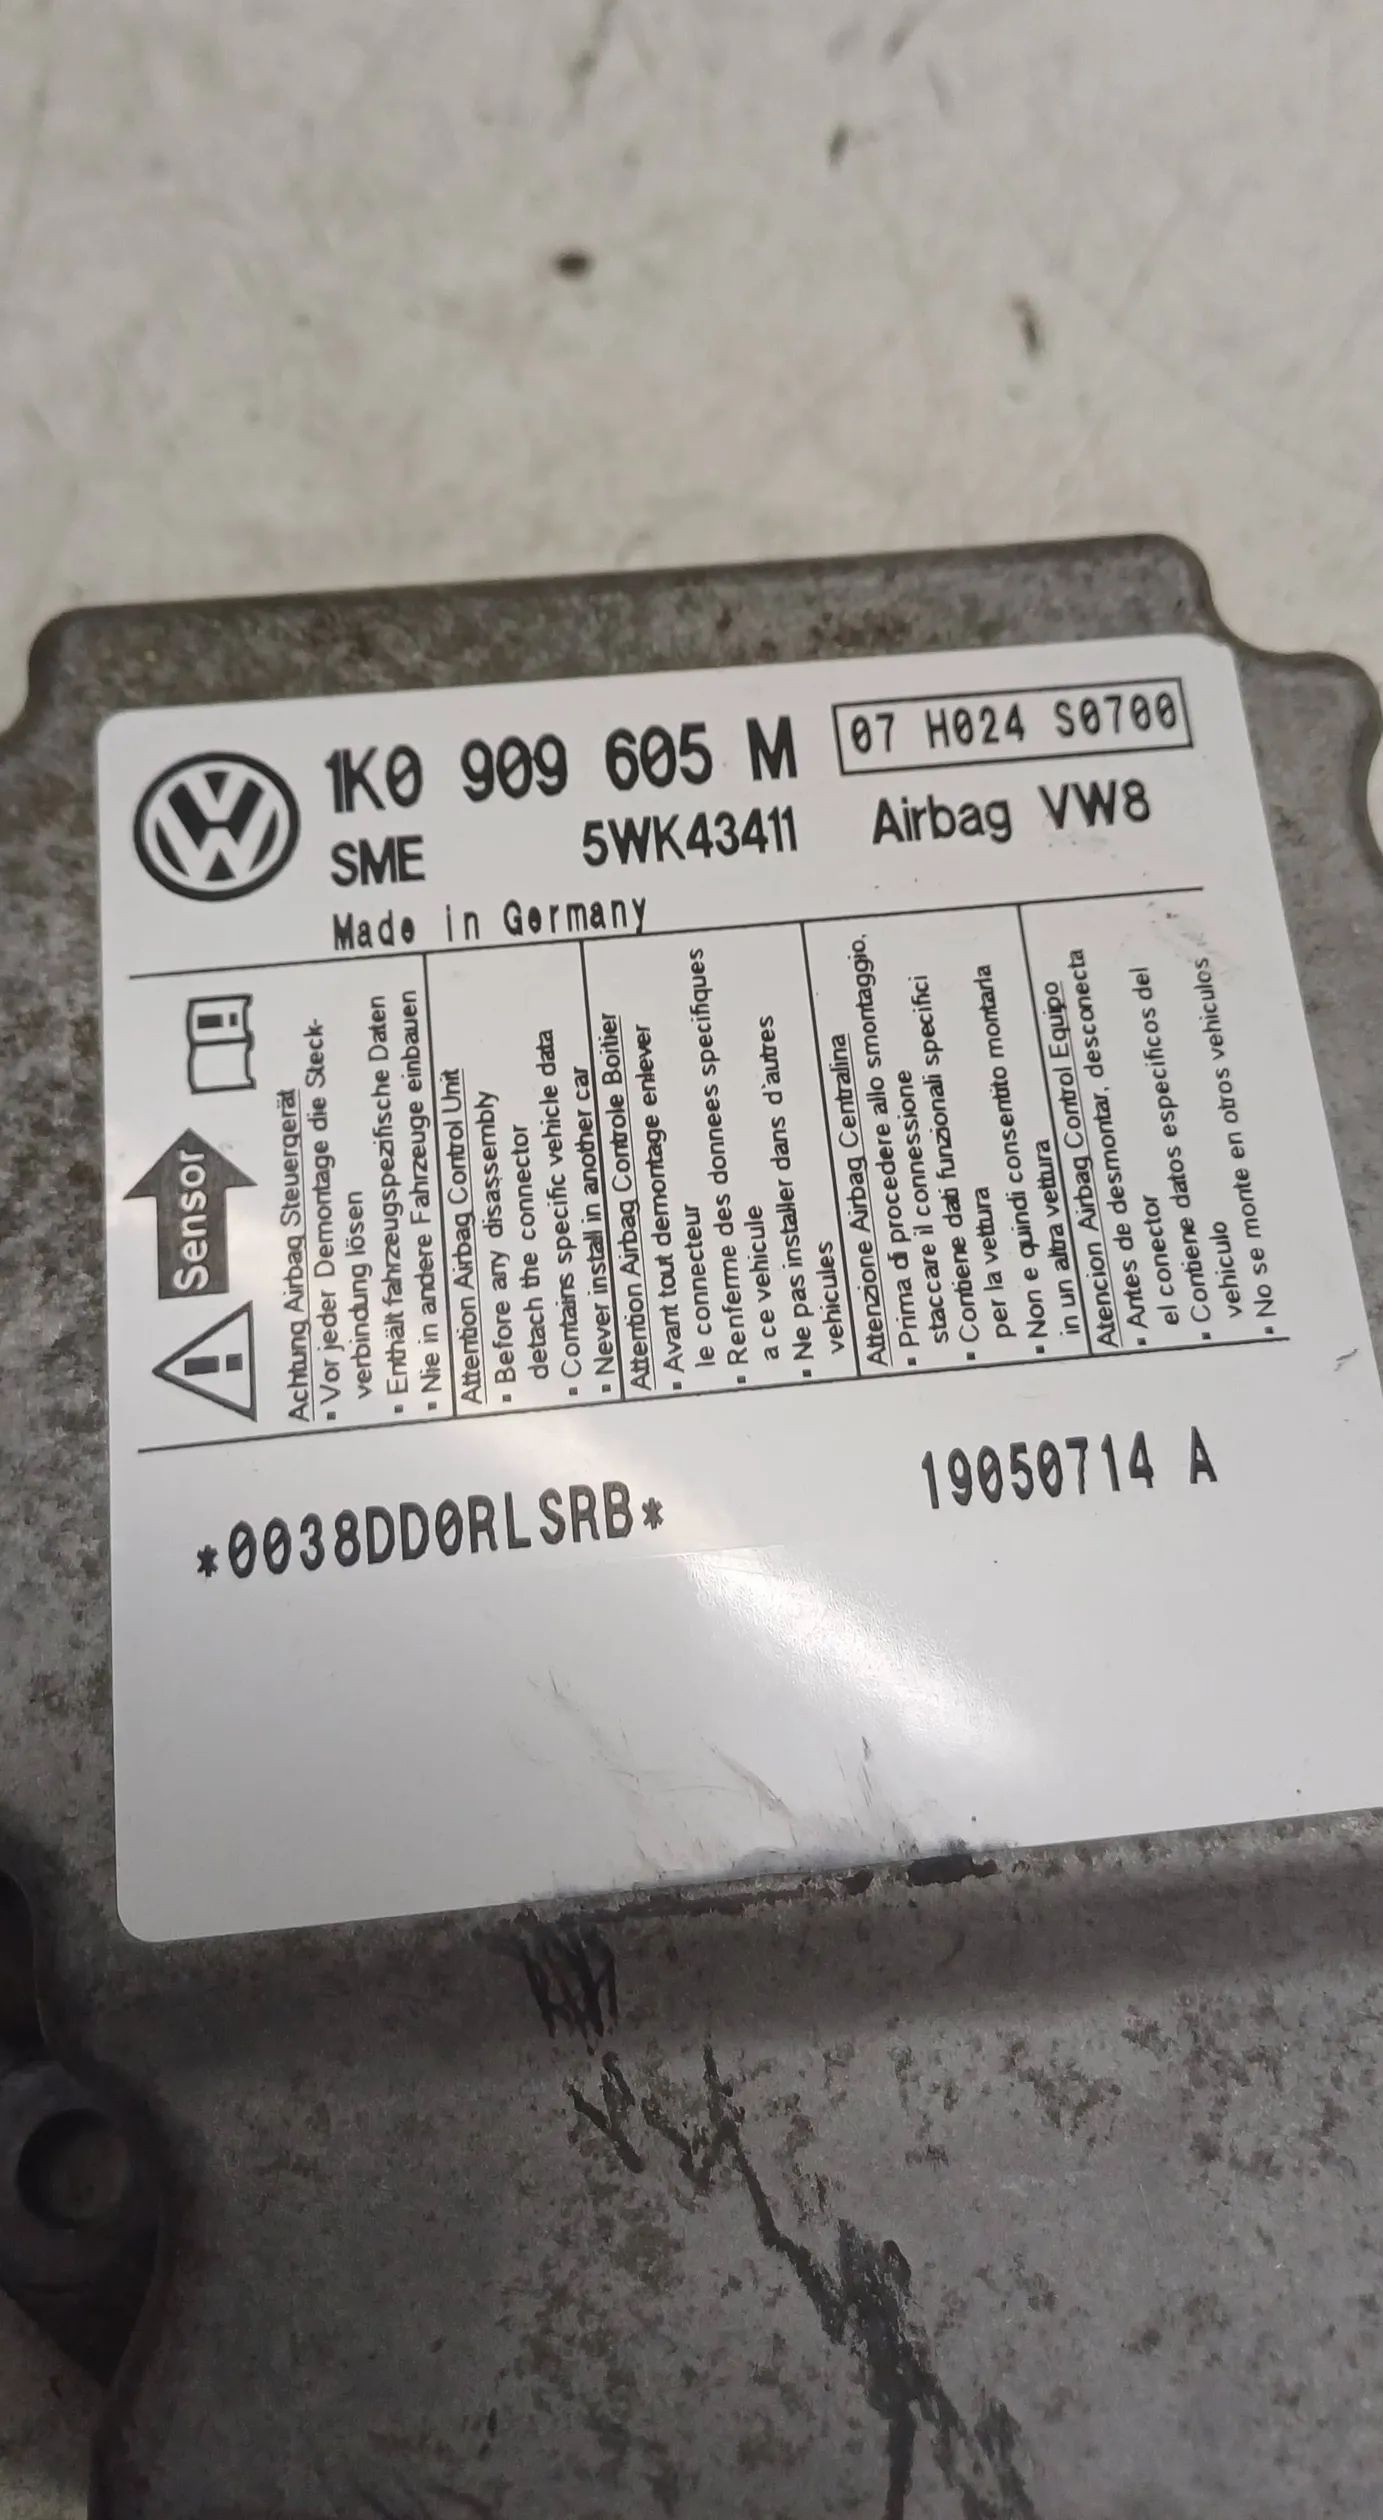 1K0 909 605 M
07 H024 S0700
SME 5WK43411 Airbag VW8
Made in Germany
Sensor
Achtung Airbag Steuergerät
▪ Vor jeder Demontage die Steck-
verbindung lösen
▪ Enthält fahrzeugspezifische Daten
▪ Nie in andere Fahrzeuge einbauen
Attention Airbag Control Unit
▪ Before any disassembly
detach the connector
▪ Contains specific vehicle data
▪ Never install in another car
Attention Airbag Controle Boitier
▪ Avant tout demontage enlever
le connecteur
▪ Renferme des donnees specifiques
a ce vehicule
▪ Ne pas installer dans d`autres
vehicules
Attenzione Airbag Centralina
▪ Prima di procedere allo smontaggio,
staccare il connessione
▪ Contiene dati funzionali specifici
per la vettura
▪ Non e quindi consentito montarla
in un altra vettura
Atencion Airbag Control Equipo
▪ Antes de desmontar, desconecta
el conector
▪ Contiene datos especificos del
vehiculo
▪ No se monte en otros vehiculos
*0038DD0RLSRB*
19050714 A